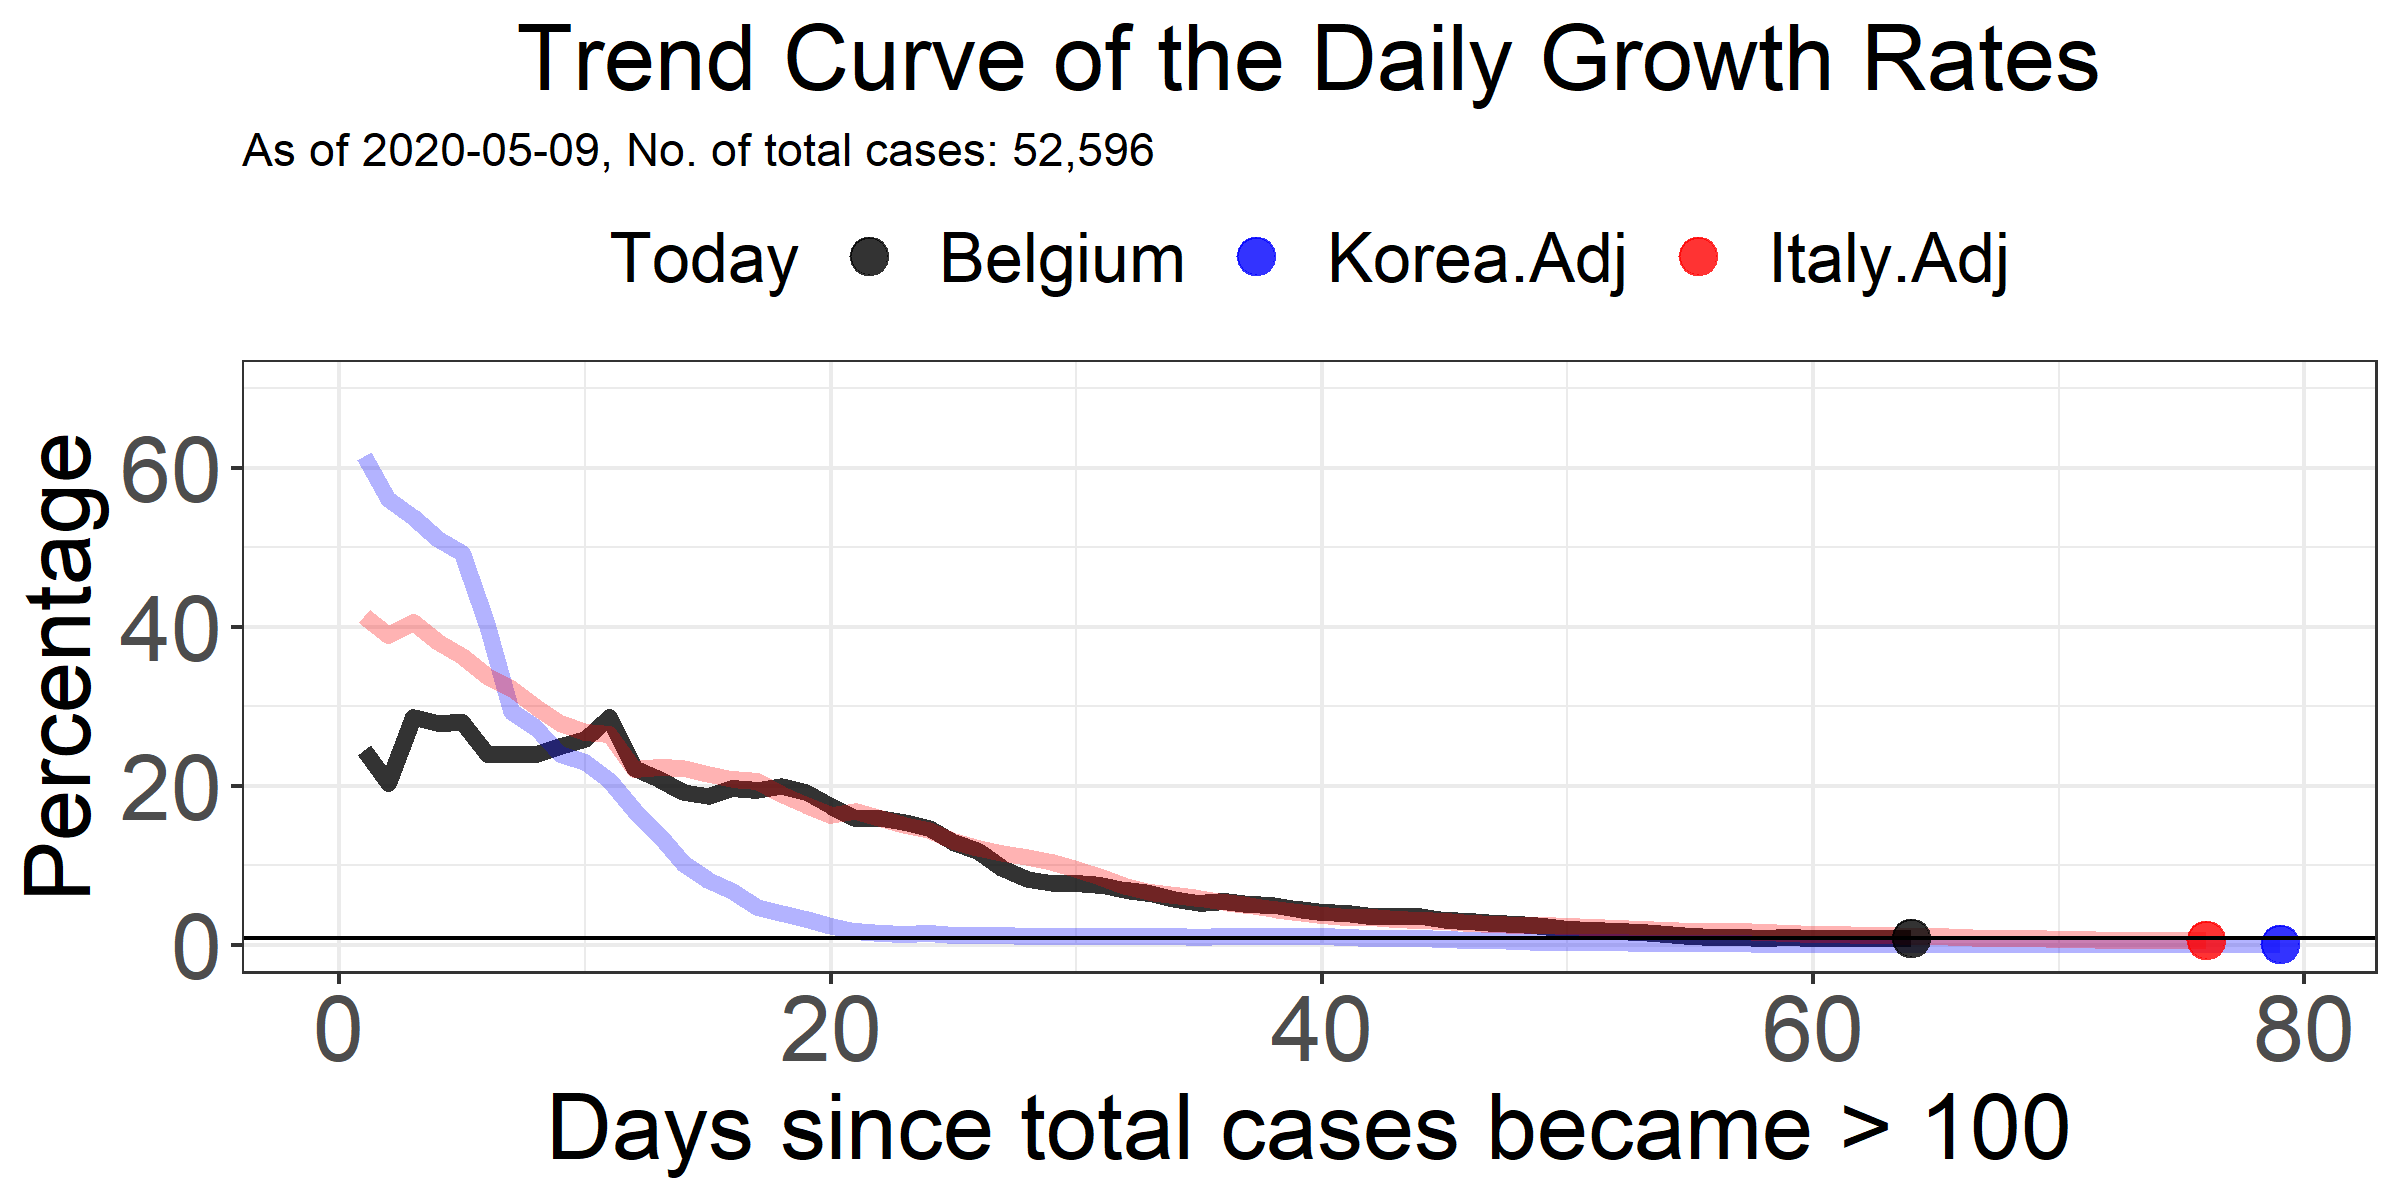 Trend Curve of the Daily Growth Rates
As of 2020-05-09, No. of total cases: 52,596
Today Belgium Korea.Adj Italy.Adj
Percentage
60
40
20
0
0 20 40 60 80
Days since total cases became > 100